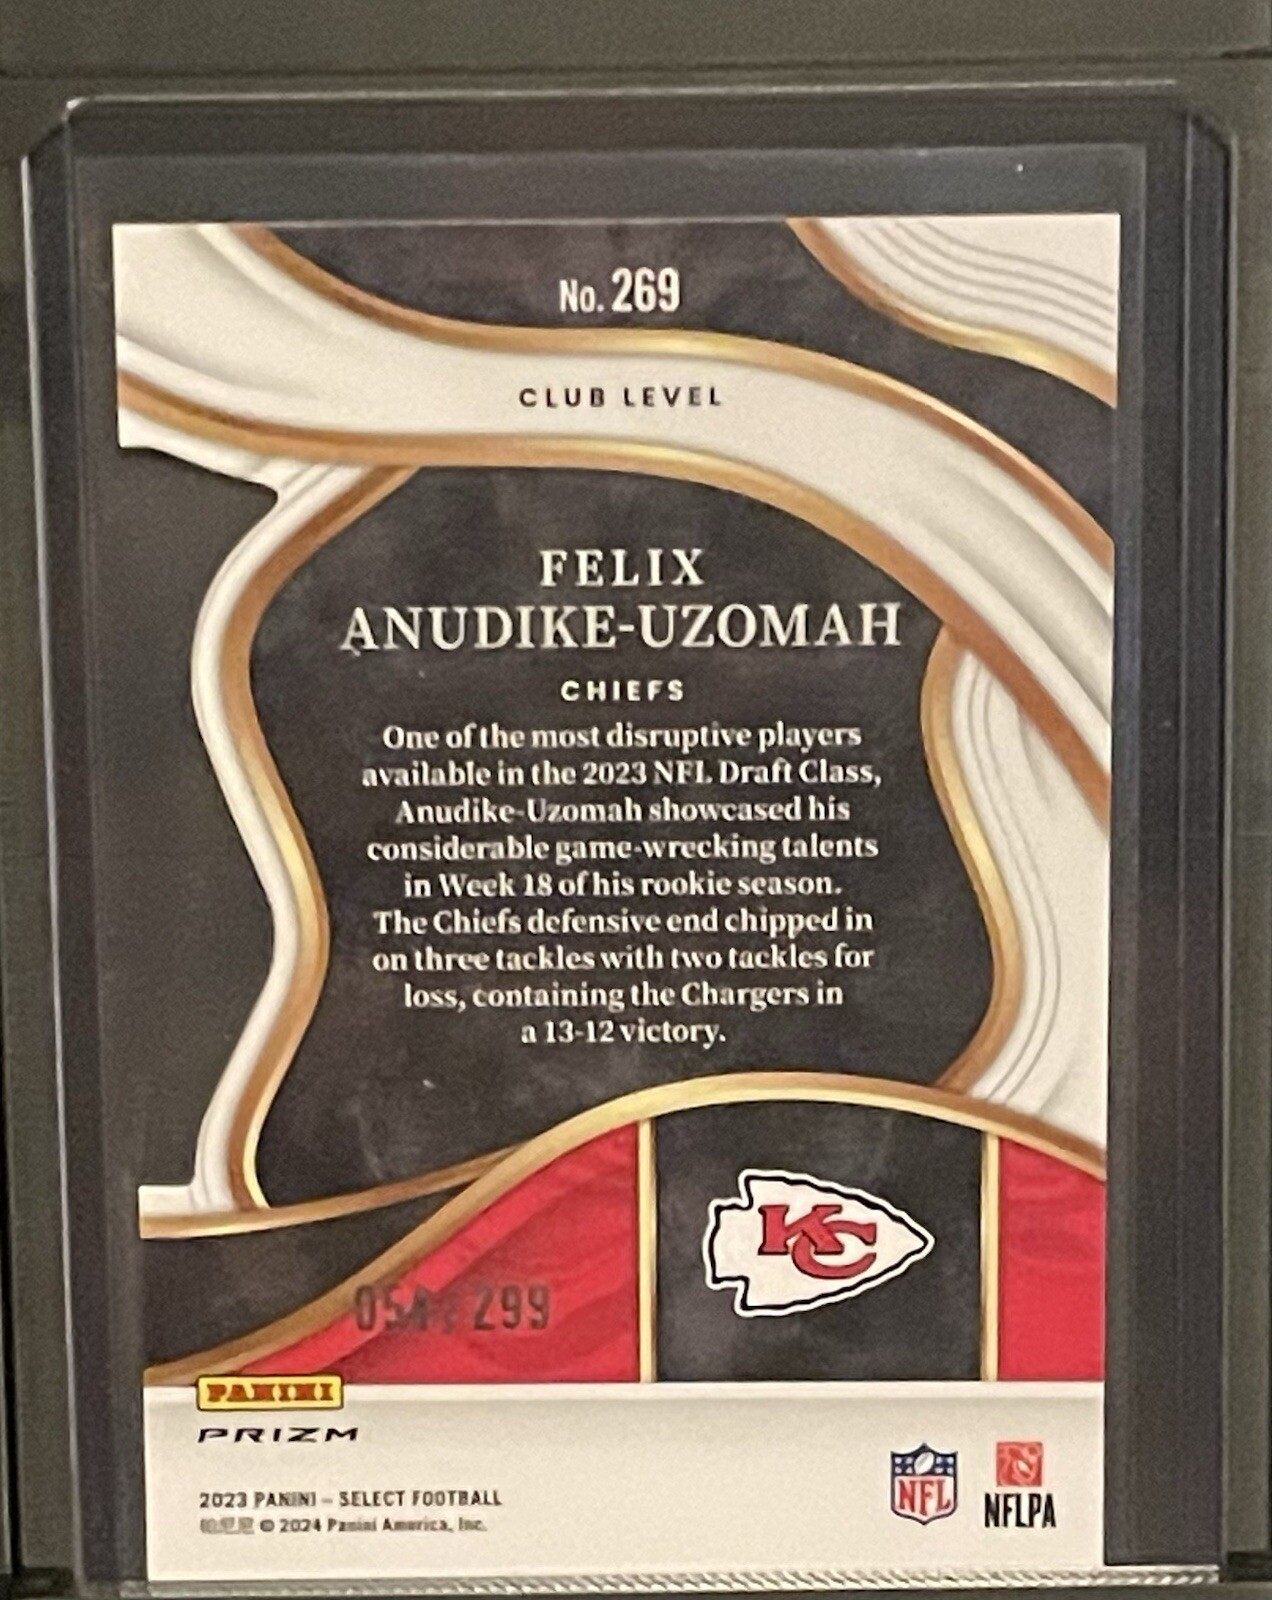 No. 269
CLUB LEVEL
FELIX
ANUDIKE-UZOMAH
CHIEFS
One of the most disruptive players
available in the 2023 NFL Draft Class,
Anudike-Uzomah showcased his
considerable game-wrecking talents
in Week 18 of his rookie season.
The Chiefs defensive end chipped in
on three tackles with two tackles for
loss, containing the Chargers in
a 13-12 victory.
KC
299
PANINI
PRIZM
2023 PANINI – SELECT FOOTBALL
© 2024 Panini America, Inc.
NFL
NFLPA